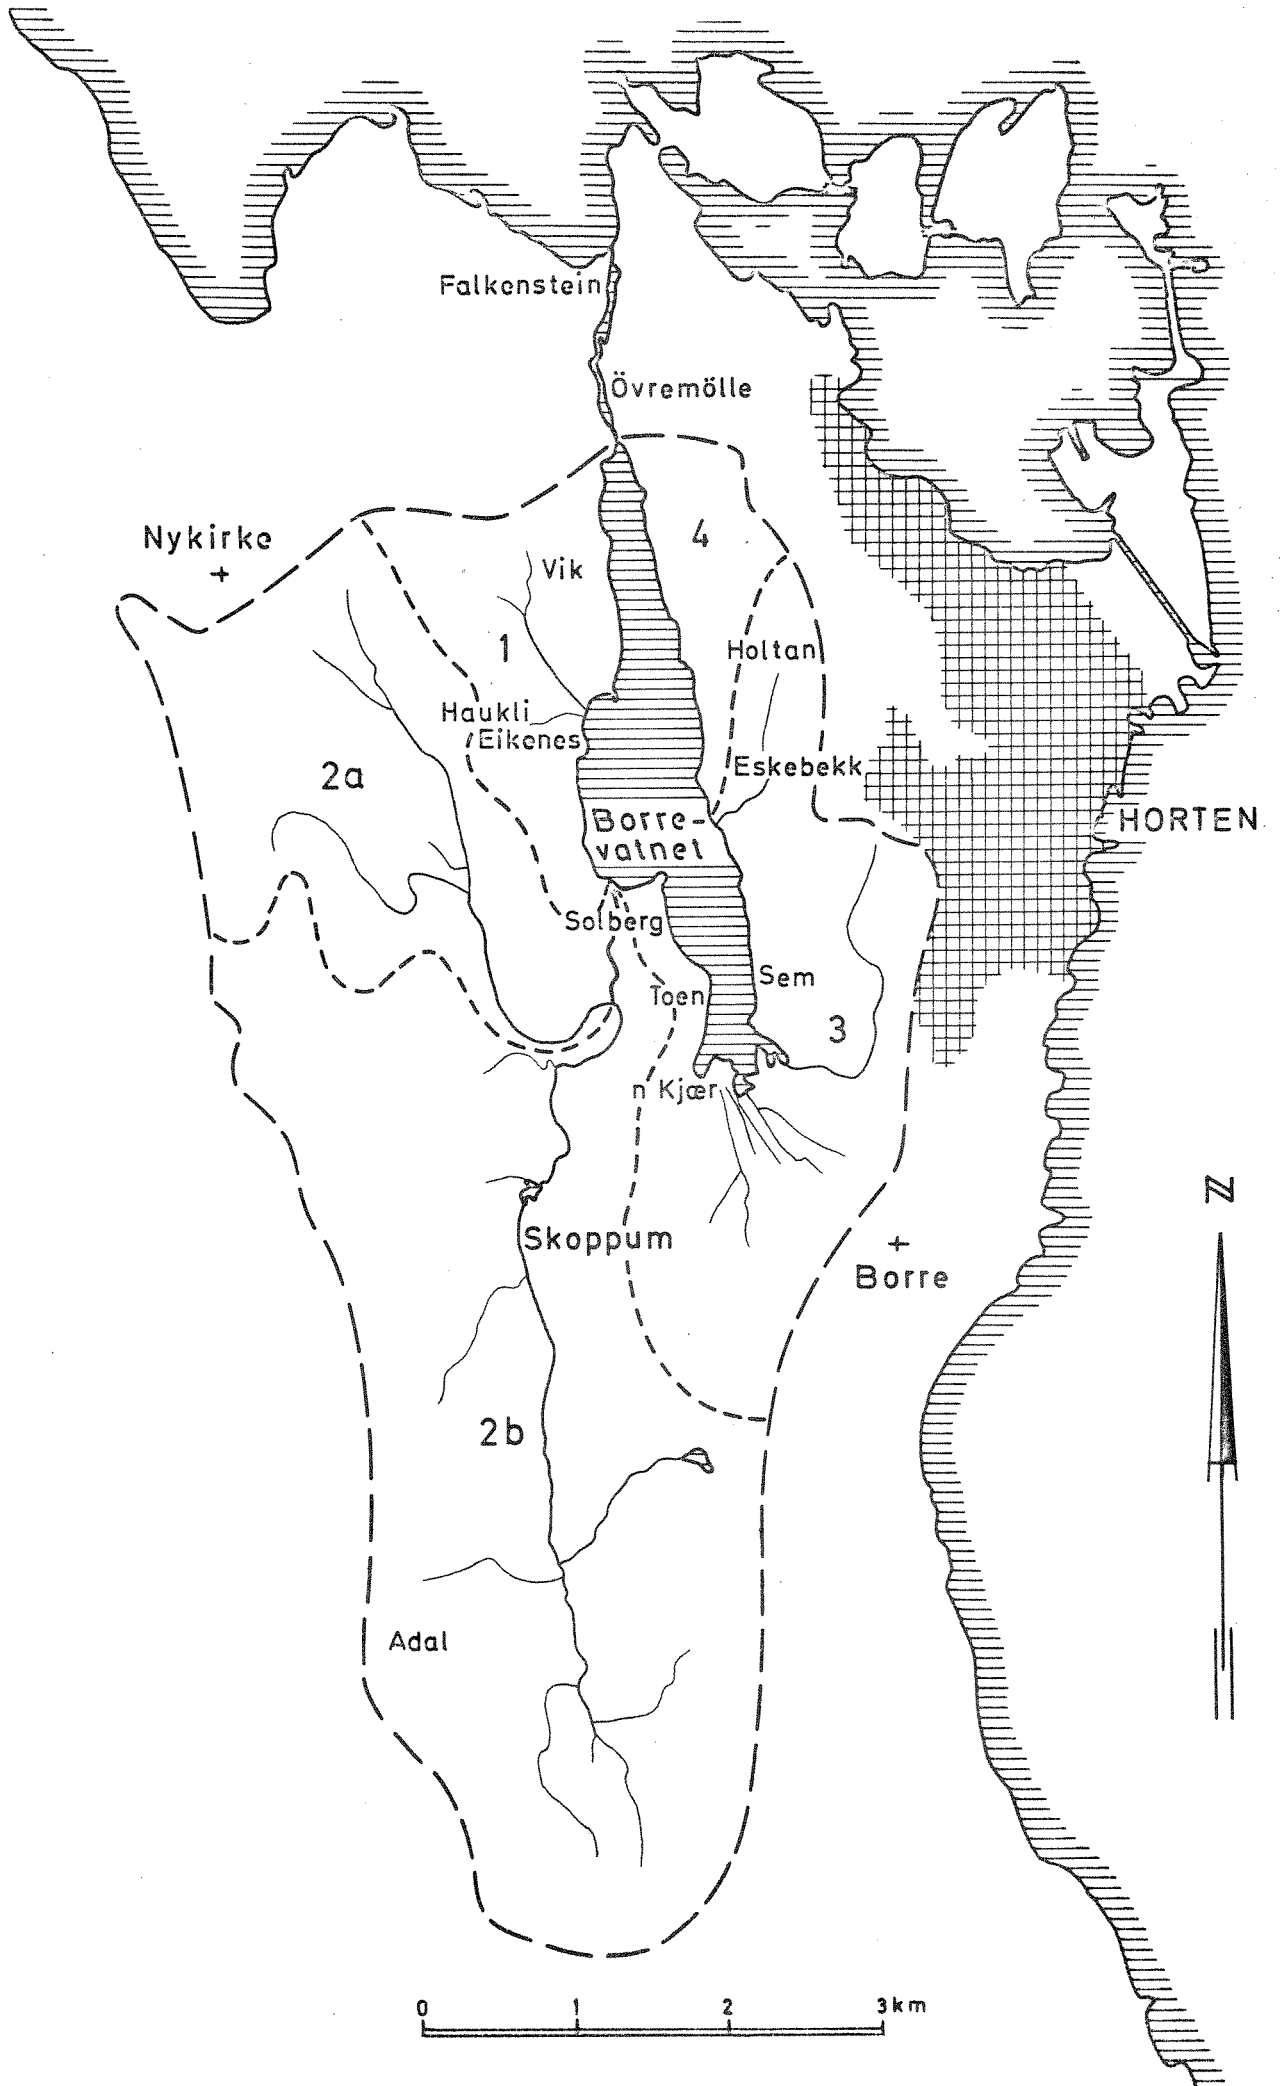 Falkenstein
Övremölle
Nykirke
+
4
Vik
1
Holtan
Haukli
Eikenes
2a
Eskebekk
Borre-
vatnet
HORTEN
Solberg
Sem
Toen
3
n Kjær
N
Skoppum
+
Borre
2b
Adal
0 1 2 3 km